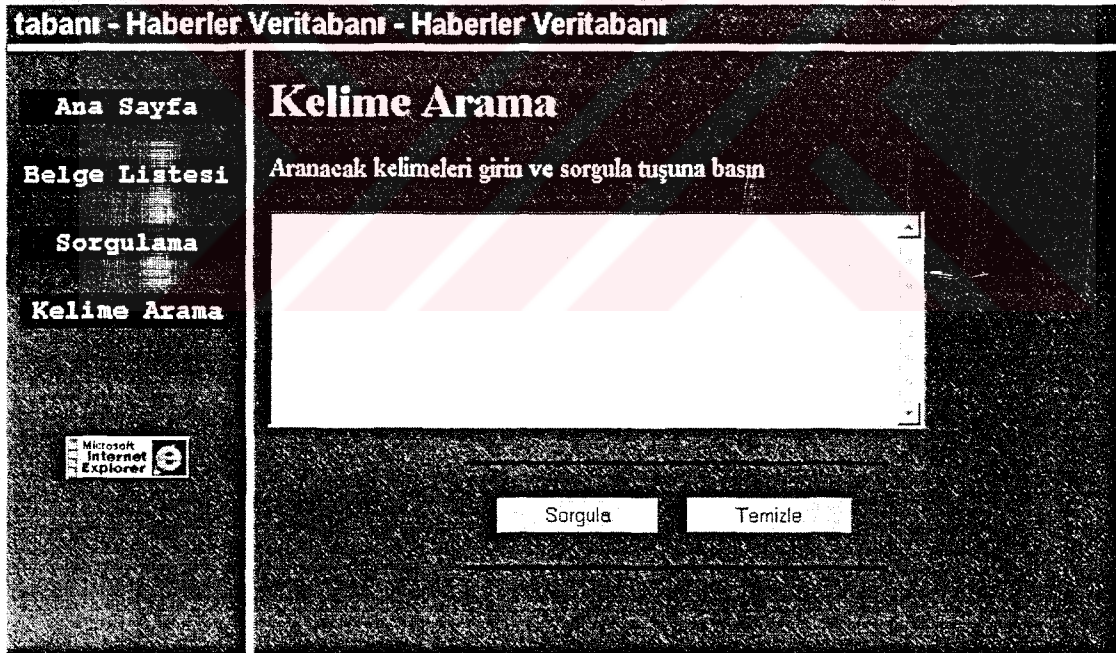 tabanı - Haberler Veritabanı - Haberler Veritabanı
Ana Sayfa
Belge Listesi
Sorgulama
Kelime Arama
Microsoft
Internet
Explorer
Kelime Arama
Aranacak kelimeleri girin ve sorgula tuşuna basın
Sorgula
Temizle